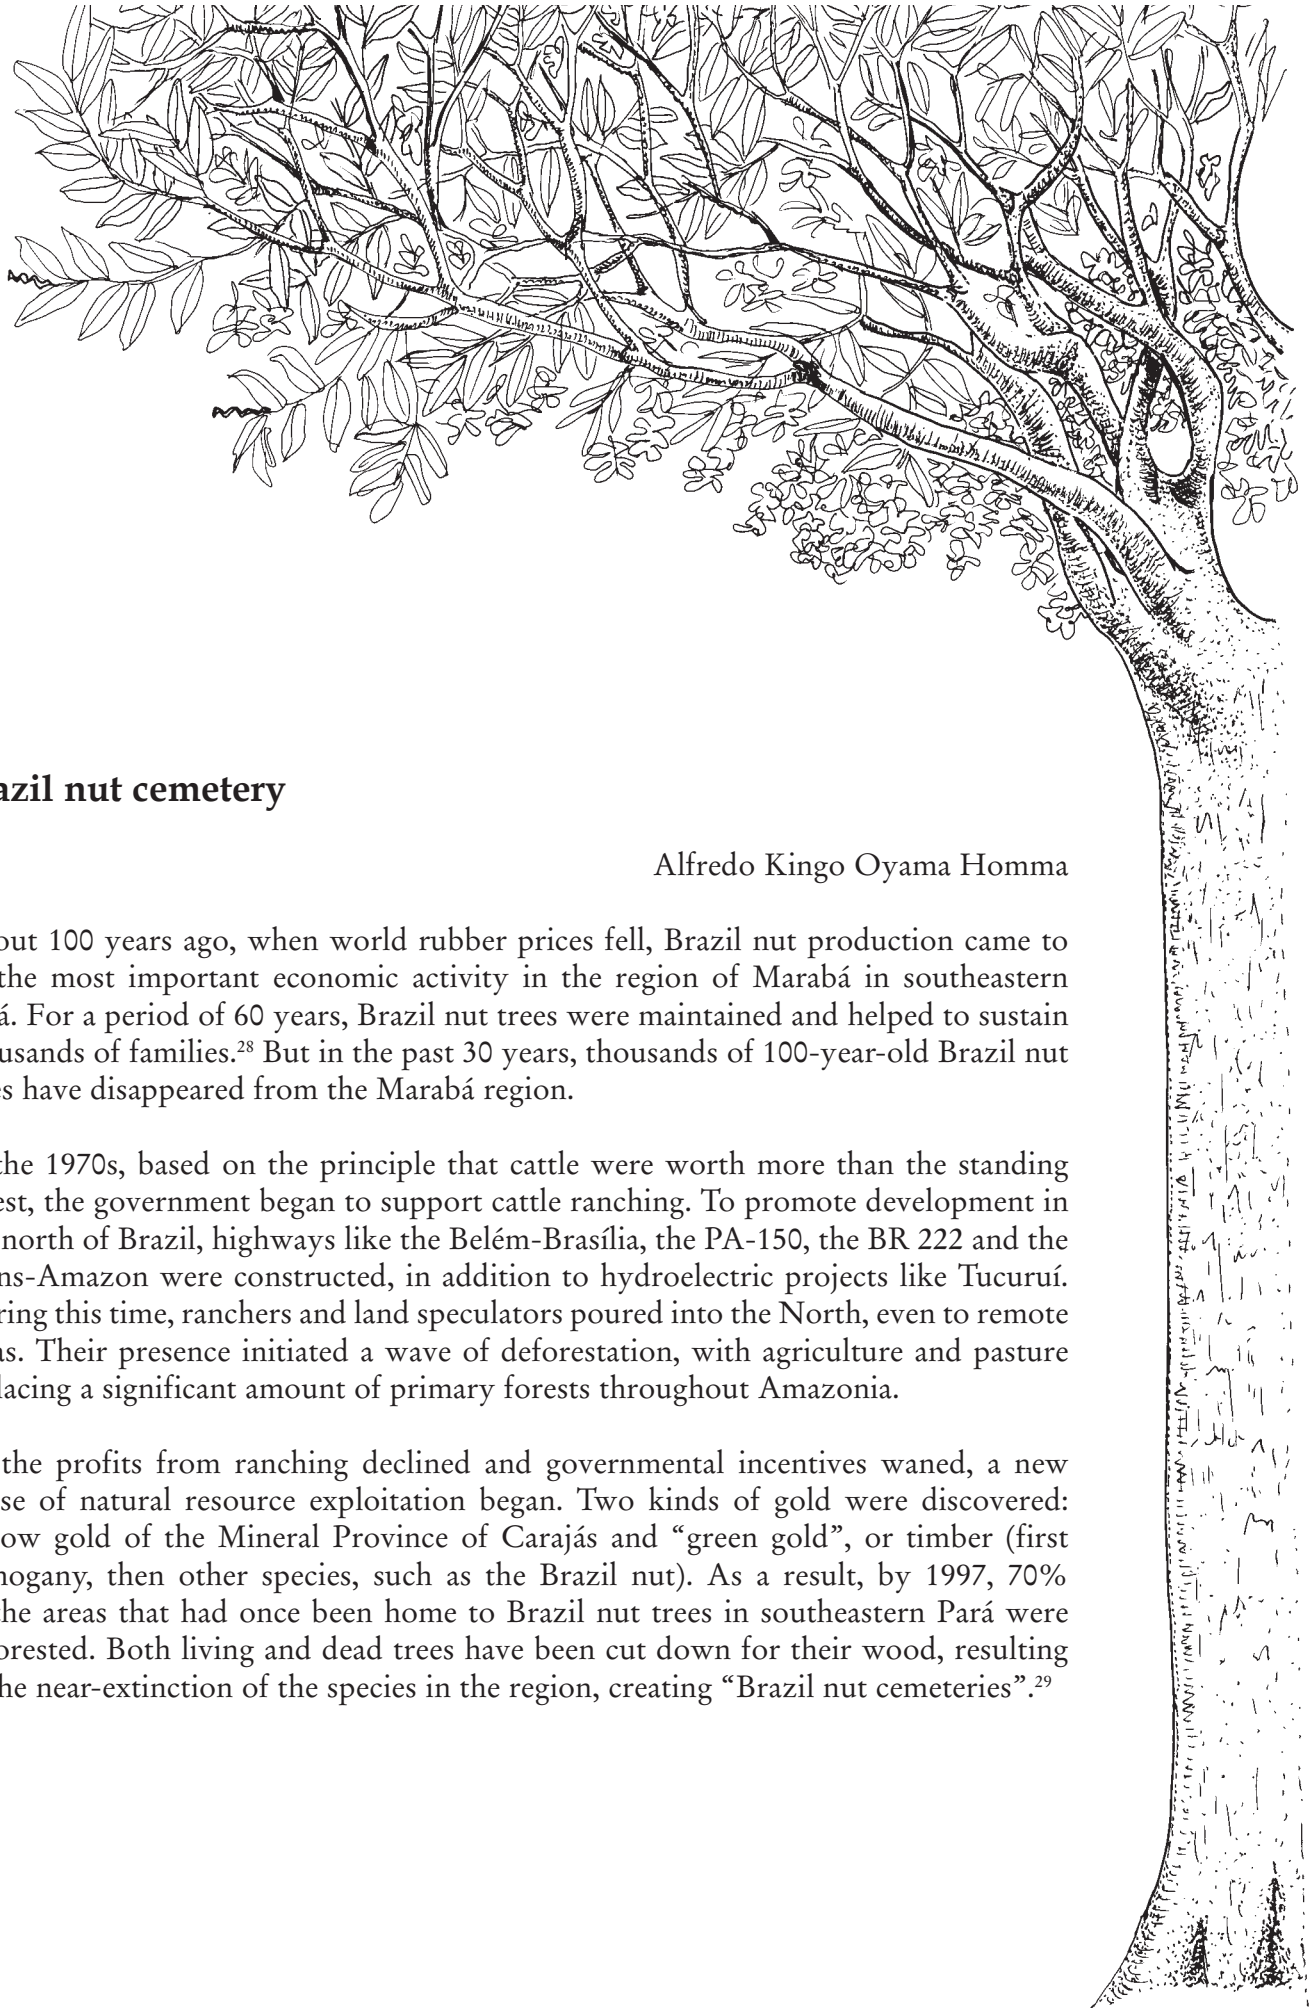 azil nut cemetery
Alfredo Kingo Oyama Homma
out 100 years ago, when world rubber prices fell, Brazil nut production came to
the most important economic activity in the region of Marabá in southeastern
á. For a period of 60 years, Brazil nut trees were maintained and helped to sustain
usands of families.28 But in the past 30 years, thousands of 100-year-old Brazil nut
es have disappeared from the Marabá region.
the 1970s, based on the principle that cattle were worth more than the standing
est, the government began to support cattle ranching. To promote development in
north of Brazil, highways like the Belém-Brasília, the PA-150, the BR 222 and the
ns-Amazon were constructed, in addition to hydroelectric projects like Tucuruí.
ring this time, ranchers and land speculators poured into the North, even to remote
as. Their presence initiated a wave of deforestation, with agriculture and pasture
lacing a significant amount of primary forests throughout Amazonia.
the profits from ranching declined and governmental incentives waned, a new
se of natural resource exploitation began. Two kinds of gold were discovered:
ow gold of the Mineral Province of Carajás and “green gold”, or timber (first
hogany, then other species, such as the Brazil nut). As a result, by 1997, 70%
the areas that had once been home to Brazil nut trees in southeastern Pará were
orested. Both living and dead trees have been cut down for their wood, resulting
he near-extinction of the species in the region, creating “Brazil nut cemeteries”.29